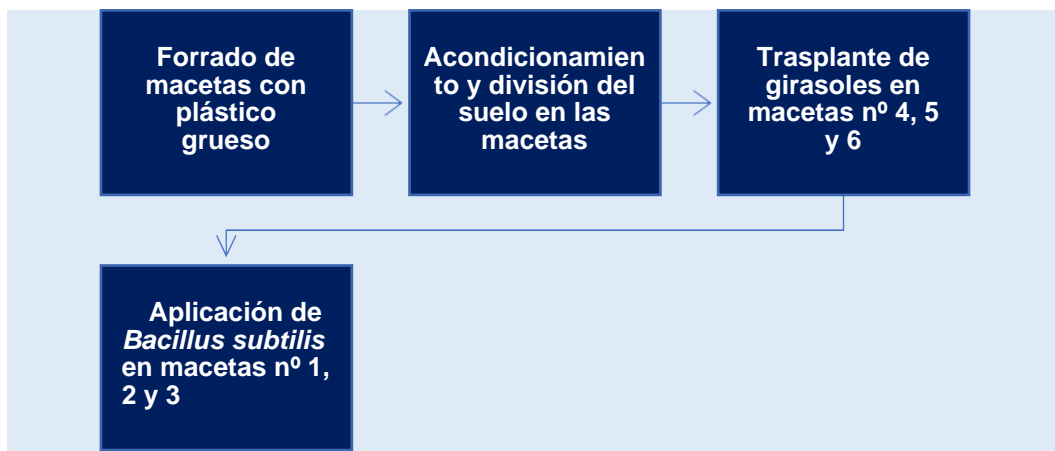 Forrado de
macetas con
plástico
grueso
Acondicionamien
to y división del
suelo en las
macetas
Trasplante de
girasoles en
macetas nº 4, 5
y 6
Aplicación de
Bacillus subtilis
en macetas nº 1,
2 y 3